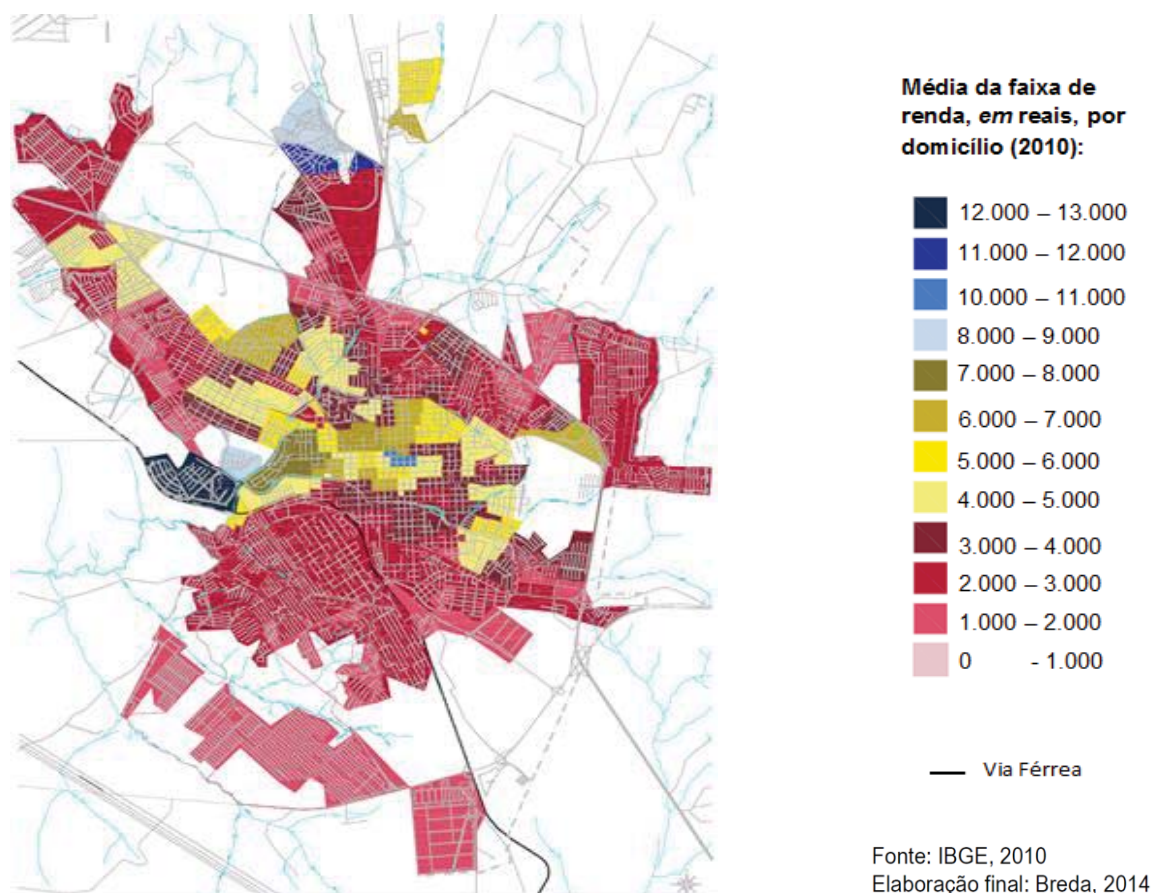 Média da faixa de
renda, em reais, por
domicílio (2010):
12.000 – 13.000
11.000 – 12.000
10.000 – 11.000
8.000 – 9.000
7.000 – 8.000
6.000 – 7.000
5.000 – 6.000
4.000 – 5.000
3.000 – 4.000
2.000 – 3.000
1.000 – 2.000
0 - 1.000
Via Férrea
Fonte: IBGE, 2010
Elaboração final: Breda, 2014